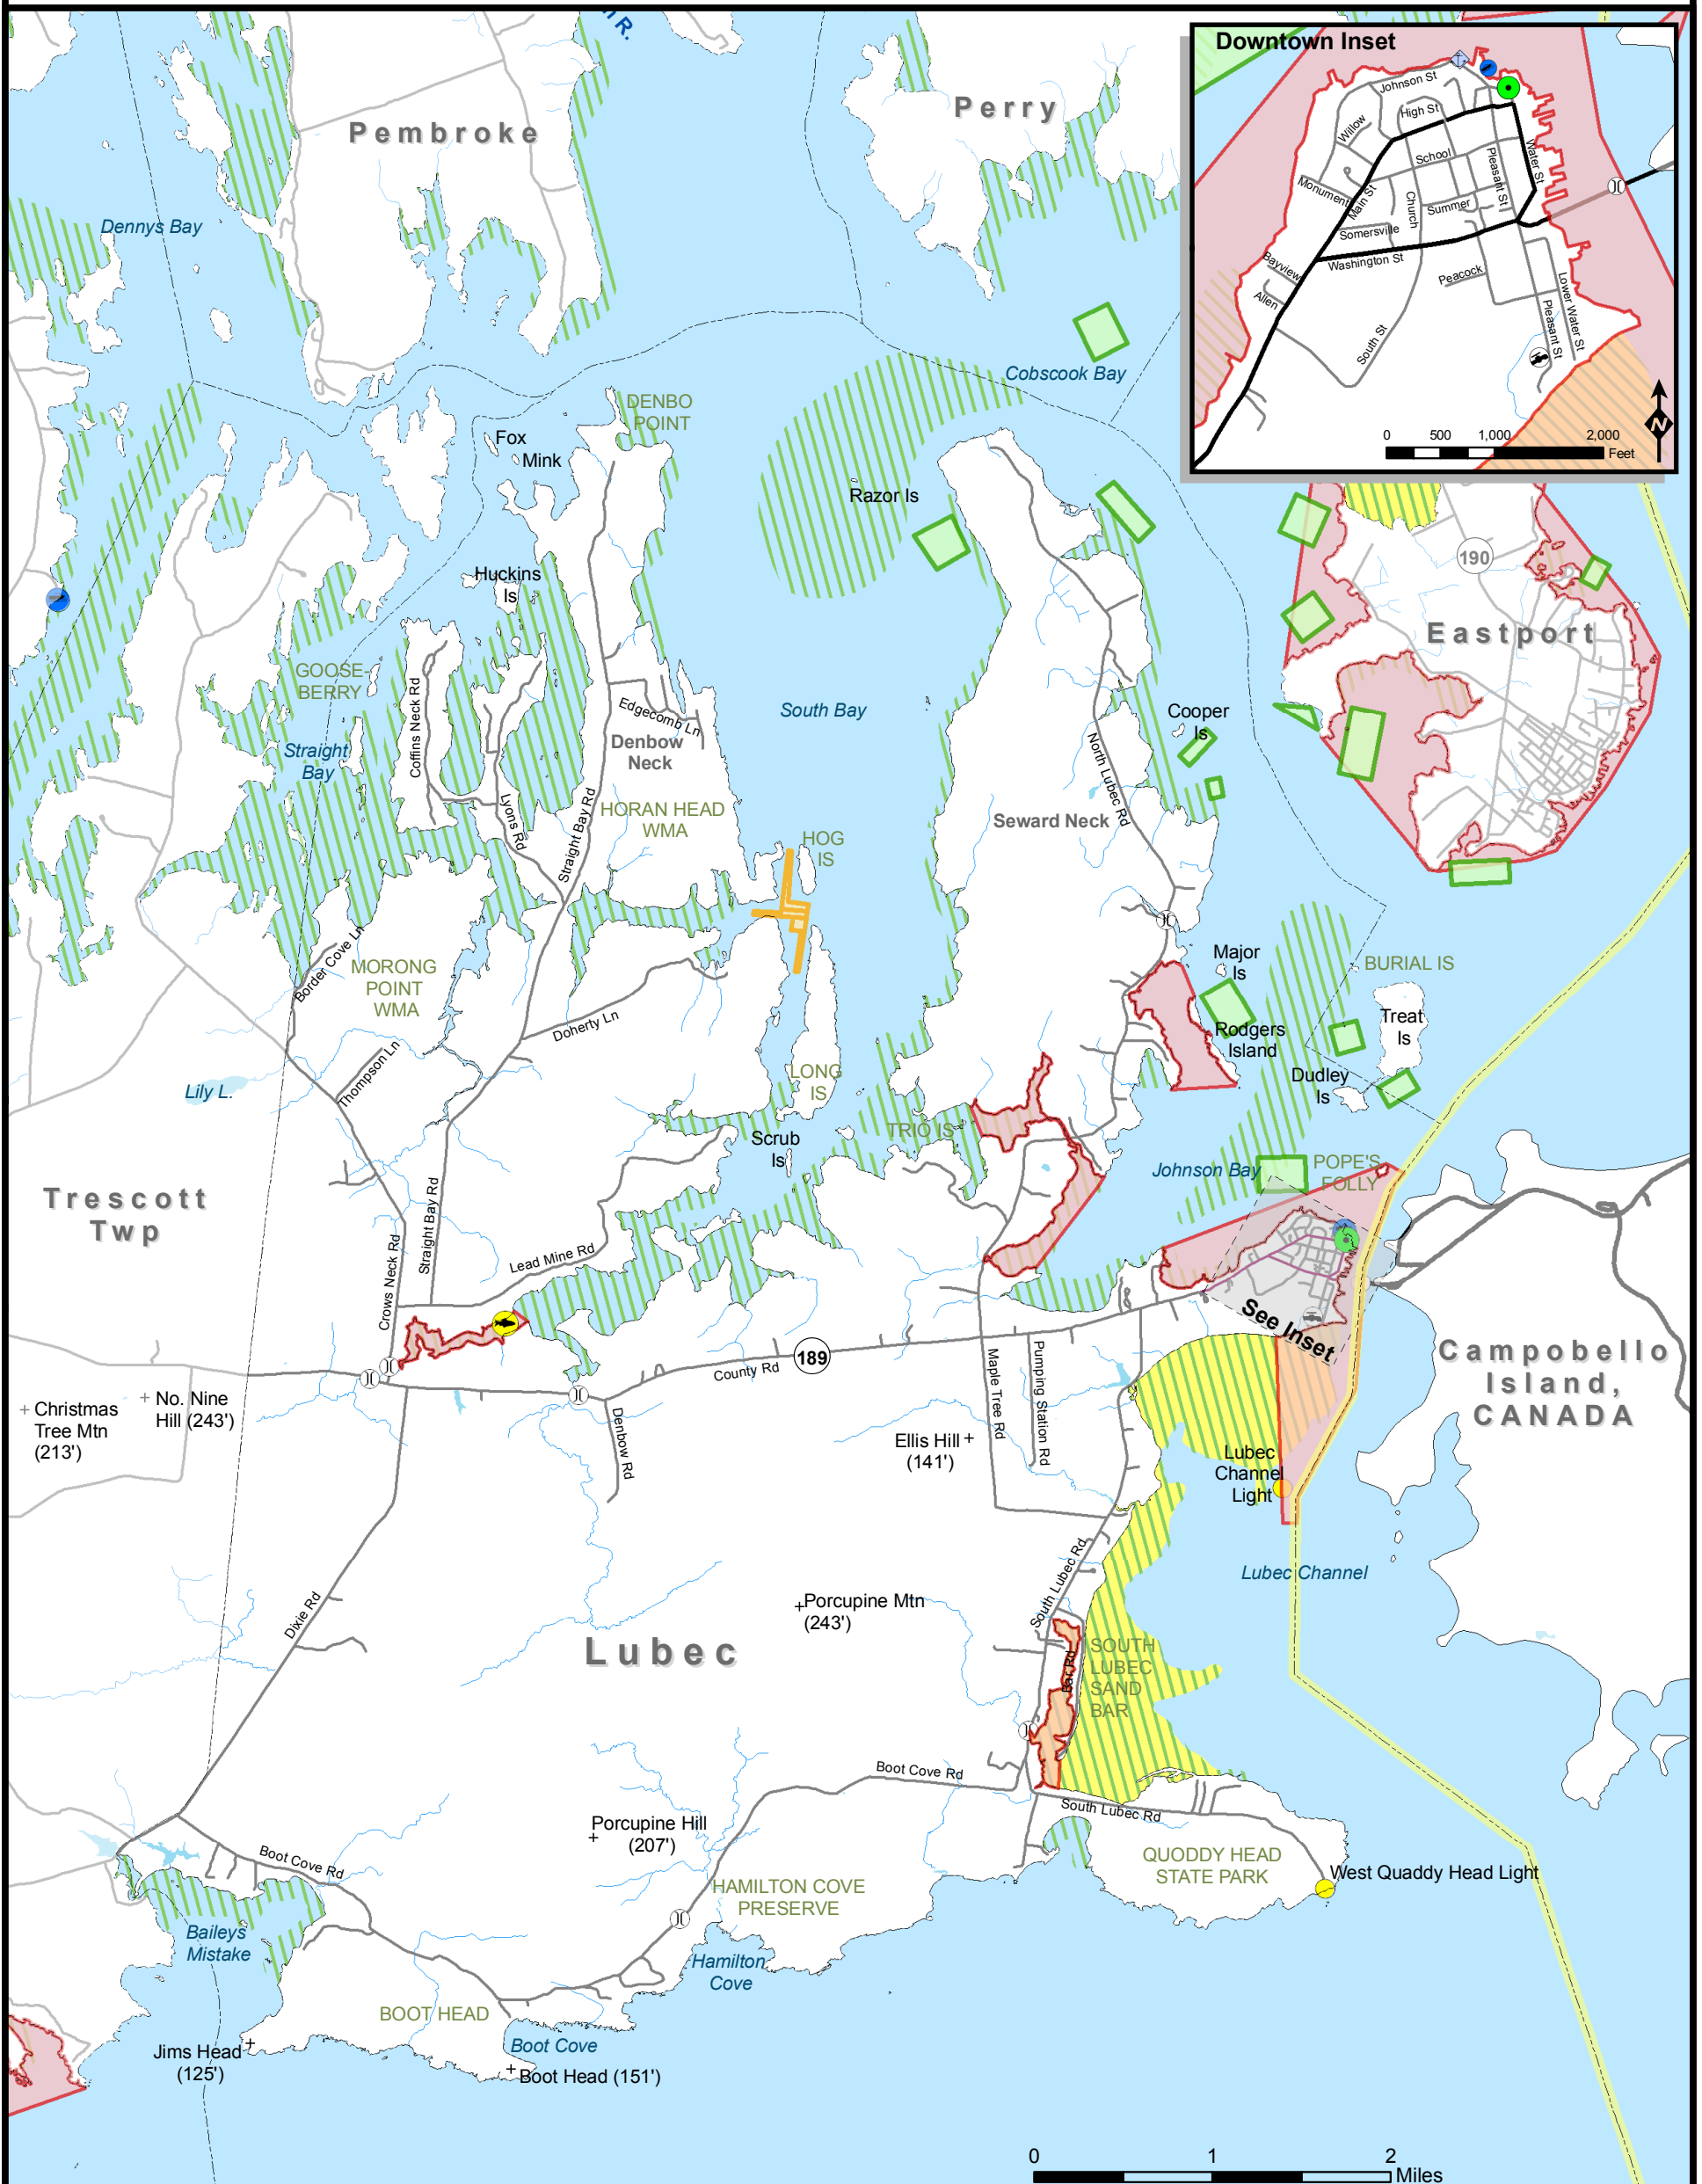 n R.
Downtown Inset
Johnson St
High St
Willow
School
Pleasant St
Water St
Monument
Main St
Church
Summer
Somersville
Washington St
Bayview
Allen
Peacock
South St
Pleasant St
Lower Water St
0 500 1,000 2,000
Feet
N
Pembroke
Perry
Dennys Bay
Cobscook Bay
DENBO
POINT
Fox
Mink
Razor Is
Huckins
Is
190
Eastport
GOOSE-
BERRY
Coffins Neck Rd
Edgecomb Ln
South Bay
Cooper
Is
Straight
Bay
Denbow
Neck
North Lubec Rd
Lyons Rd
Straight Bay Rd
HORAN HEAD
WMA
Seward Neck
HOG
IS
Border Cove Ln
MORONG
POINT
WMA
Major
Is
BURIAL IS
Doherty Ln
Rodgers
Island
Treat
Is
Thompson Ln
Lily L.
LONG
IS
Dudley
Is
Scrub
Is
TRIO IS
Johnson Bay
POPE'S
FOLLY
Trescott
Twp
Straight Bay Rd
Crows Neck Rd
Lead Mine Rd
See Inset
189
County Rd
Maple Tree Rd
Pumping Station Rd
Campobello
Island,
CANADA
Christmas
Tree Mtn
(213')
No. Nine
Hill (243')
Denbow Rd
Ellis Hill
(141')
Lubec
Channel
Light
Lubec Channel
South Lubec Rd
Dixie Rd
Porcupine Mtn
(243')
Lubec
Bar Rd
SOUTH
LUBEC
SAND
BAR
Boot Cove Rd
South Lubec Rd
Porcupine Hill
(207')
Boot Cove Rd
QUODDY HEAD
STATE PARK
West Quaddy Head Light
HAMILTON COVE
PRESERVE
Baileys
Mistake
Hamilton
Cove
BOOT HEAD
Jims Head
(125')
Boot Cove
Boot Head (151')
0 1 2
Miles